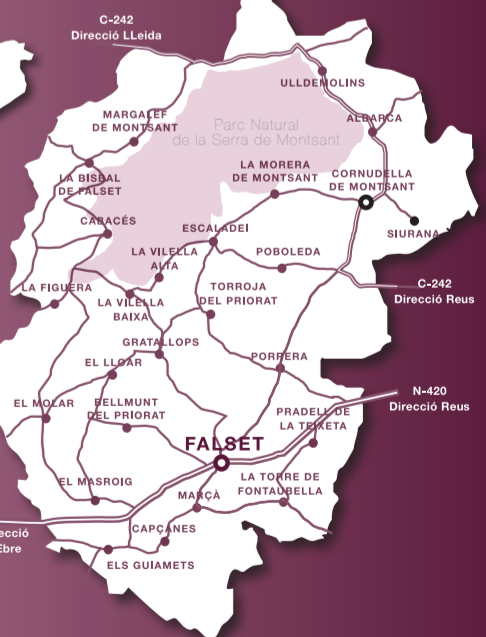 C-242
Direcció LLeida
ULLDEMOLINS
MARGALEF
DE MONTSANT
ALBARCA
Parc Natural
de la Serra de Montsant
LA MORERA
DE MONTSANT
CORNUDELLA
DE MONTSANT
LA BISBAL
DE FALSET
CABACÉS
ESCALADEI
SIURANA
LA VILELLA
ALTA
POBOLEDA
LA FIGUERA
C-242
Direcció Reus
LA VILELLA
BAIXA
TORROJA
DEL PRIORAT
GRATALLOPS
PORRERA
EL LLOAR
N-420
Direcció Reus
EL MOLAR
BELLMUNT
DEL PRIORAT
PRADELL DE
LA TEIXETA
FALSET
EL MASROIG
LA TORRE DE
FONTAUBELLA
MARÇÀ
CAPÇANES
ecció
Ebre
ELS GUIAMETS